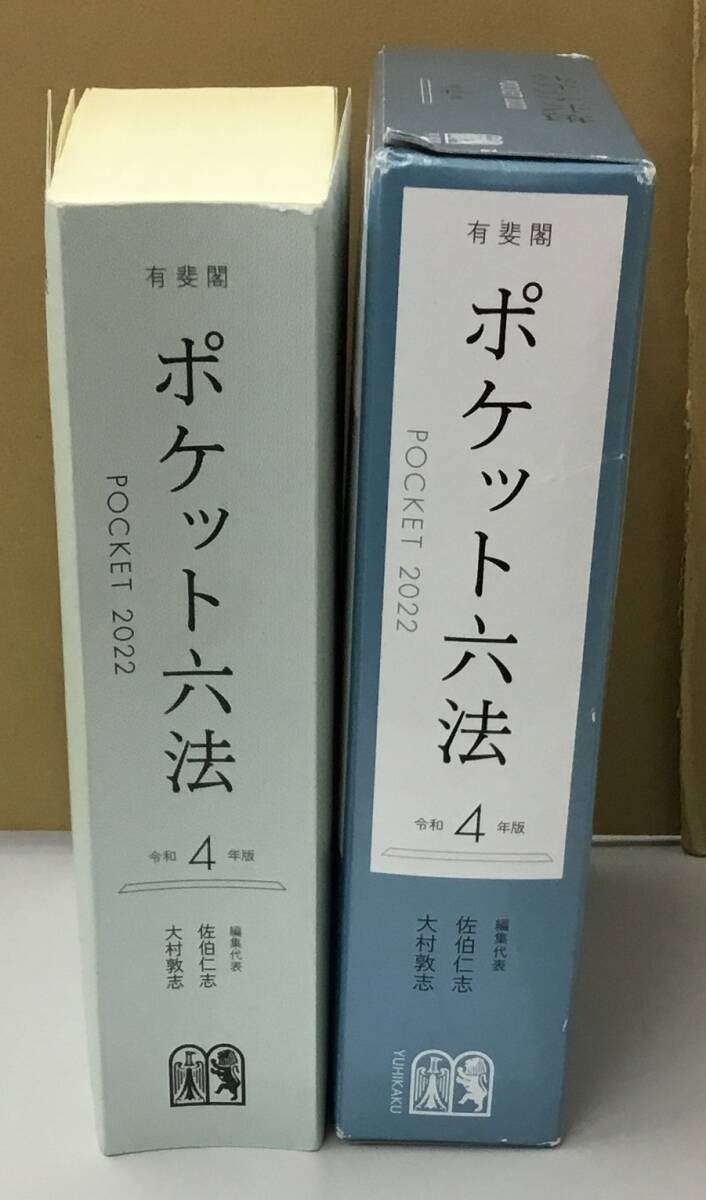 有斐閣
ポケット六法
POCKET 2022
令和4年版
編集代表
佐伯仁志
大村敦志
有斐閣
ポケット六法
POCKET 2022
令和4年版
編集代表
佐伯仁志
大村敦志
YUHIKAKU